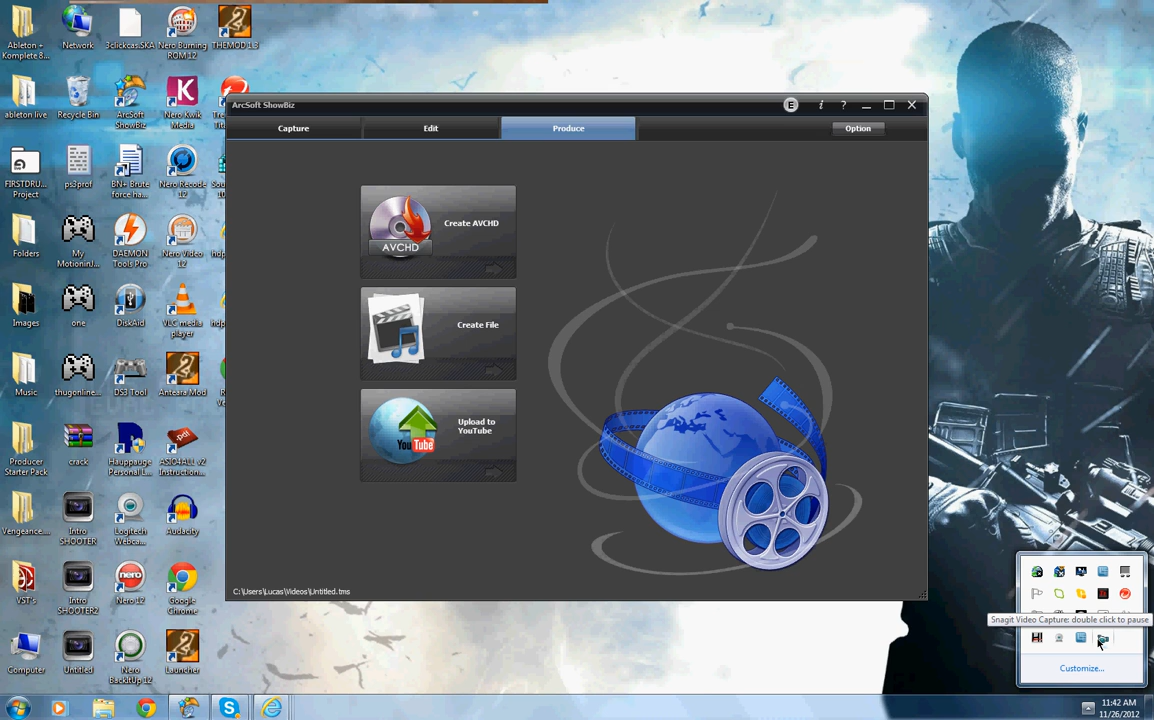 Ableton +
Komplete 8...
Network
3clickcas.SKA
Nero Burning
ROM 12
THEMOD 1.3
ableton live
Recycle Bin
ArcSoft
ShowBiz
Nero Kwik
Media
FIRSTDRU...
Project
ps3prof
BN+ Brute
force ha...
Nero Recode
12
Folders
My
MotioninJ...
DAEMON
Tools Pro
Nero Video
12
Images
one
DiskAid
VLC media
player
Music
thugonline...
DS3 Tool
Anteara Mod
Producer
Starter Pack
crack
Hauppauge
Personal L...
ASIO4ALL v2
Instruction...
Vengeance....
Intro
SHOOTER
Logitech
Webca...
Audacity
VST's
Intro
SHOOTER2
Nero 12
Google
Chrome
Computer
Untitled
Nero
BackItUp 12
Launcher
ArcSoft ShowBiz
Capture
Edit
Produce
Option
AVCHD
Create AVCHD
Create File
YouTube
Upload to
YouTube
C:\Users\Lucas\Videos\Untitled.tms
Snagit Video Capture: double click to pause
Customize...
11:42 AM
11/26/2012